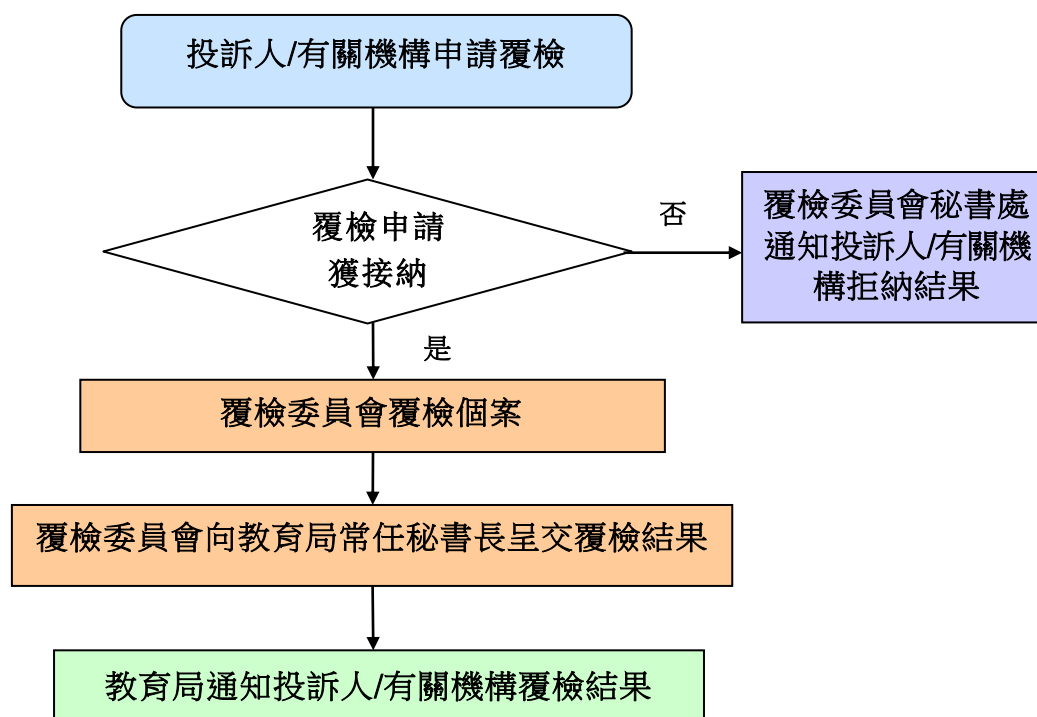 投訴人/有關機構申請覆檢
覆檢申請
獲接納
否
覆檢委員會秘書處
通知投訴人/有關機
構拒納結果
是
覆檢委員會覆檢個案
覆檢委員會向教育局常任秘書長呈交覆檢結果
教育局通知投訴人/有關機構覆檢結果